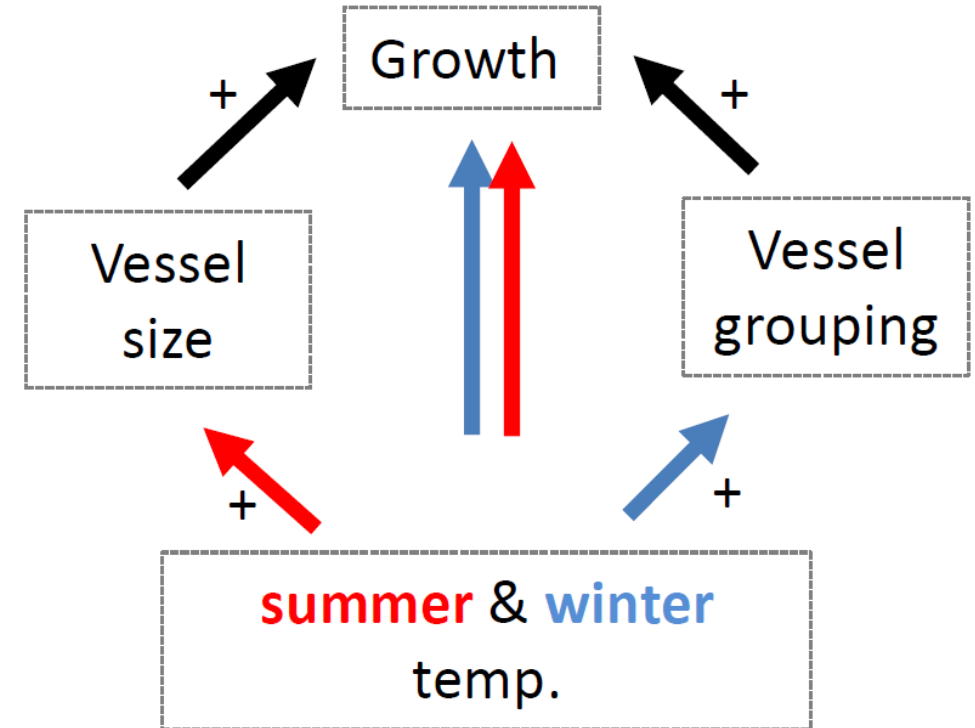 Growth
+
+
Vessel
size
Vessel
grouping
+
+
summer & winter
temp.